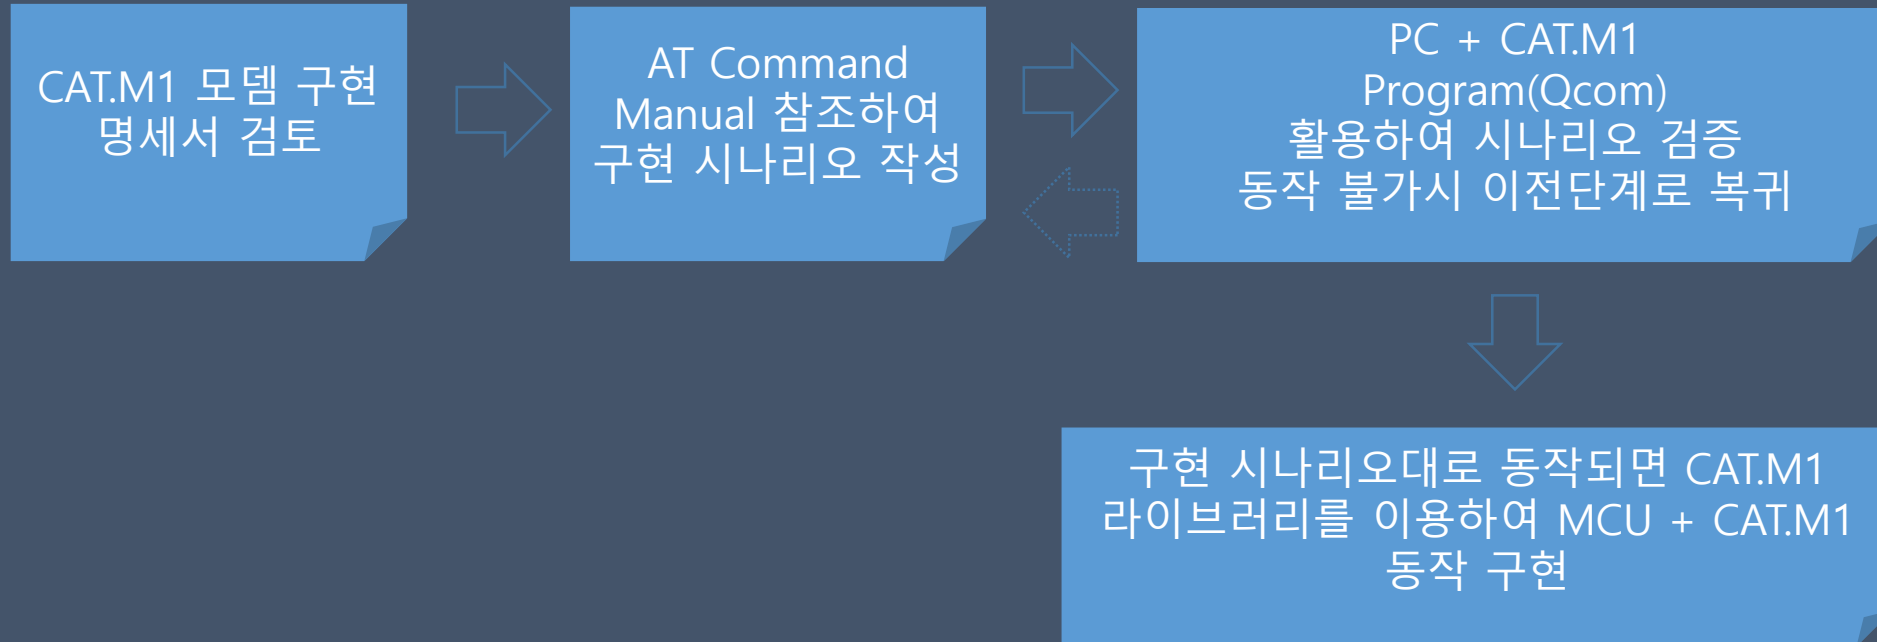 CAT.M1 모뎀 구현
명세서 검토
AT Command
Manual 참조하여
구현 시나리오 작성
PC + CAT.M1
Program(Qcom)
활용하여 시나리오 검증
동작 불가시 이전단계로 복귀
구현 시나리오대로 동작되면 CAT.M1
라이브러리를 이용하여 MCU + CAT.M1
동작 구현